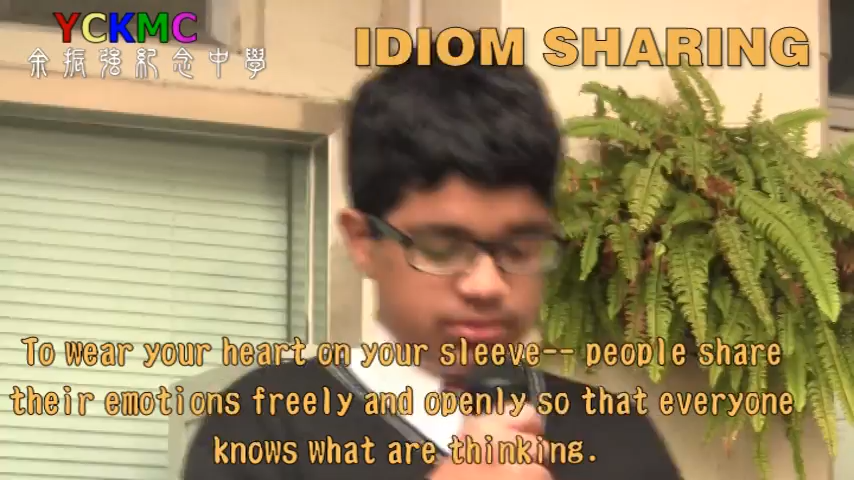 YCKMC
余振強紀念中學
IDIOM SHARING
To wear your heart on your sleeve-- people share
their emotions freely and openly so that everyone
knows what are thinking.